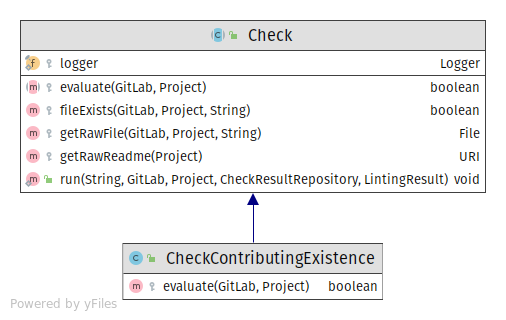 Check
logger Logger
evaluate(GitLab, Project) boolean
fileExists(GitLab, Project, String) boolean
getRawFile(GitLab, Project, String) File
getRawReadme(Project) URI
run(String, GitLab, Project, CheckResultRepository, LintingResult) void
CheckContributingExistence
evaluate(GitLab, Project) boolean
Powered by yFiles